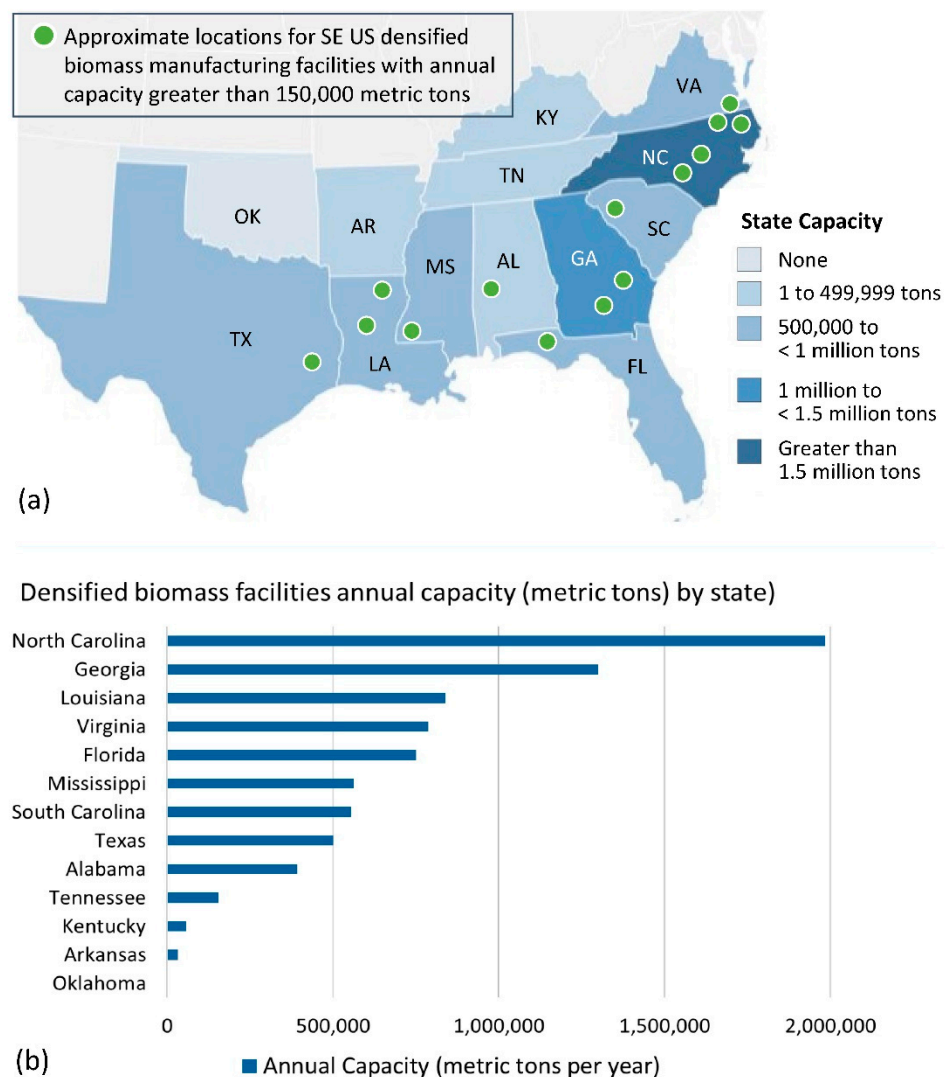 Approximate locations for SE US densified
biomass manufacturing facilities with annual
capacity greater than 150,000 metric tons
VA
KY
NC
TN
OK
AR
SC
MS
AL
GA
TX
LA
FL
State Capacity
None
1 to 499,999 tons
500,000 to
< 1 million tons
1 million to
< 1.5 million tons
Greater than
1.5 million tons
(a)
Densified biomass facilities annual capacity (metric tons) by state)
North Carolina
Georgia
Louisiana
Virginia
Florida
Mississippi
South Carolina
Texas
Alabama
Tennessee
Kentucky
Arkansas
Oklahoma
0 500,000 1,000,000 1,500,000 2,000,000
(b)
Annual Capacity (metric tons per year)